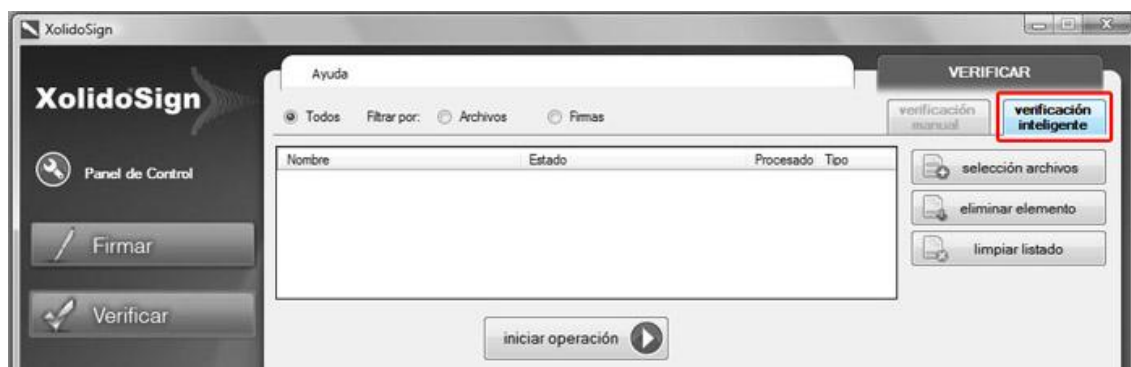 XolidoSign
XolidoSign
Panel de Control
Firmar
Verificar
Ayuda
VERIFICAR
Todos Filtrar por: Archivos Firmas
verificación
manual
verificación
inteligente
Nombre Estado Procesado Tipo
selección archivos
eliminar elemento
limpiar listado
iniciar operación